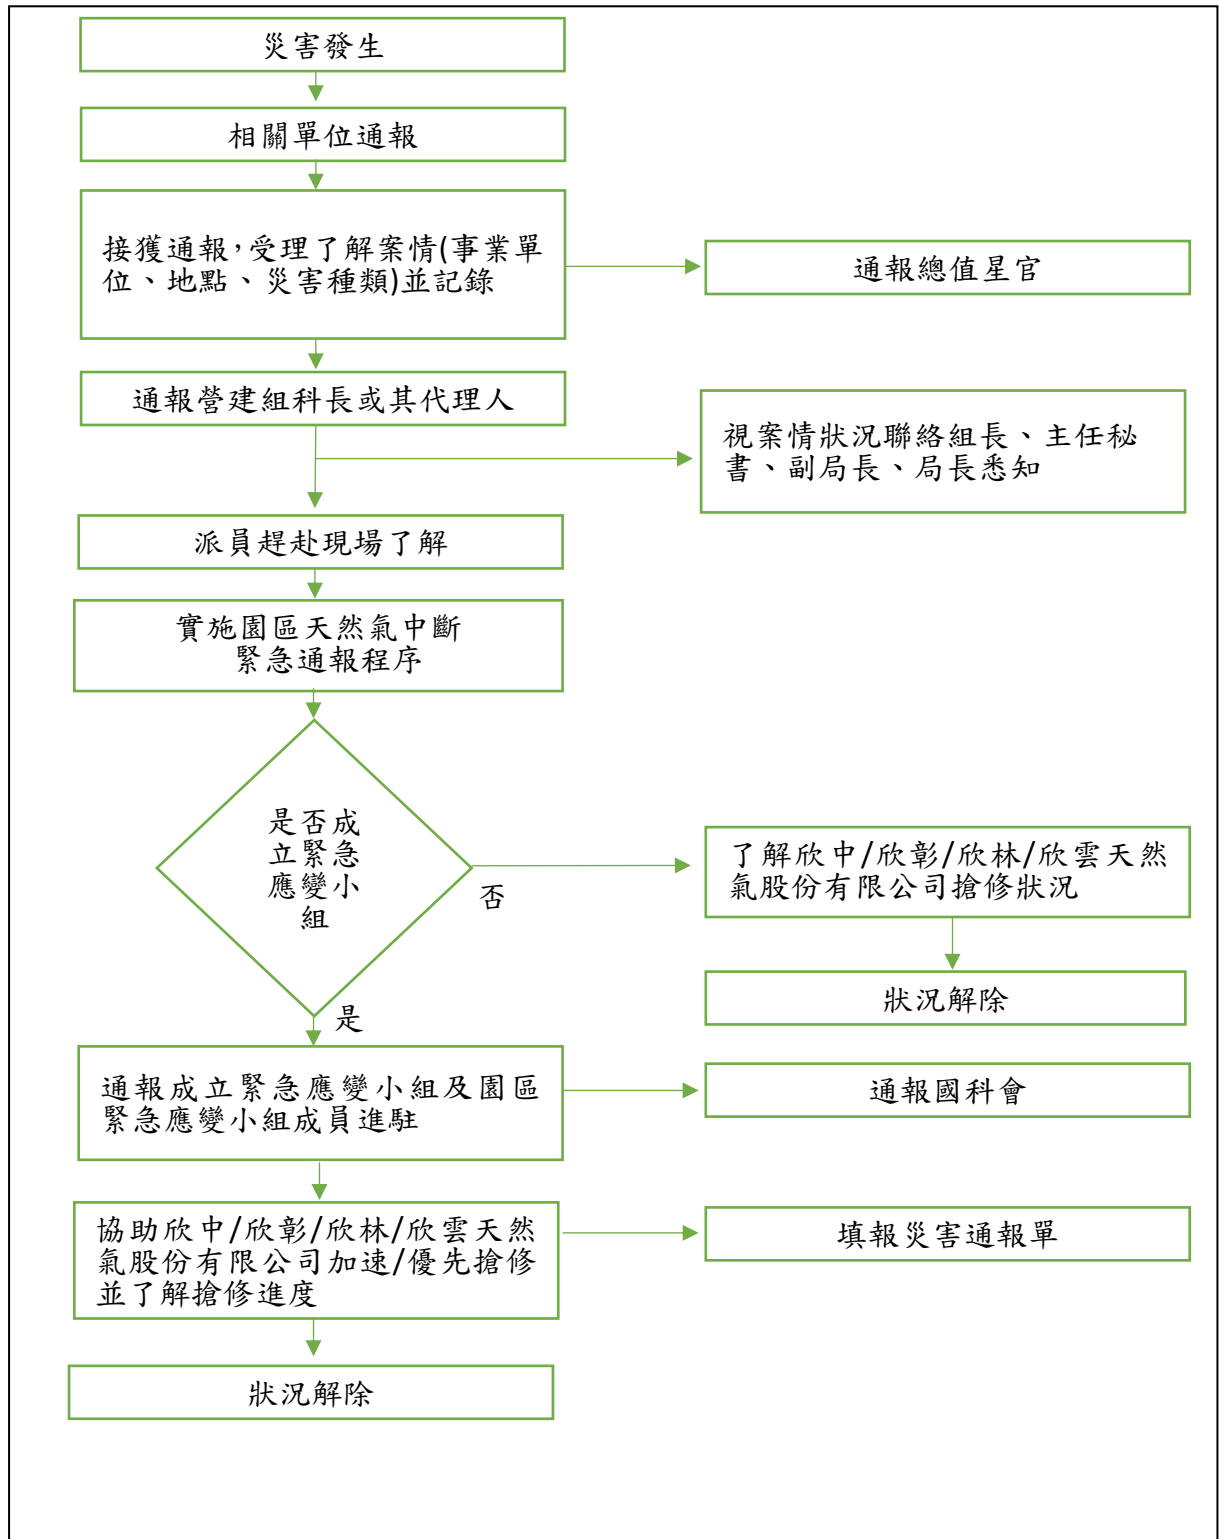 災害發生
相關單位通報
接獲通報，受理了解案情(事業單
位、地點、災害種類)並記錄
通報總值星官
通報營建組科長或其代理人
視案情狀況聯絡組長、主任秘
書、副局長、局長悉知
派員趕赴現場了解
實施園區天然氣中斷
緊急通報程序
是否成
立緊急
應變小
組
否
了解欣中/欣彰/欣林/欣雲天然
氣股份有限公司搶修狀況
狀況解除
是
通報成立緊急應變小組及園區
緊急應變小組成員進駐
通報國科會
協助欣中/欣彰/欣林/欣雲天然
氣股份有限公司加速/優先搶修
並了解搶修進度
填報災害通報單
狀況解除